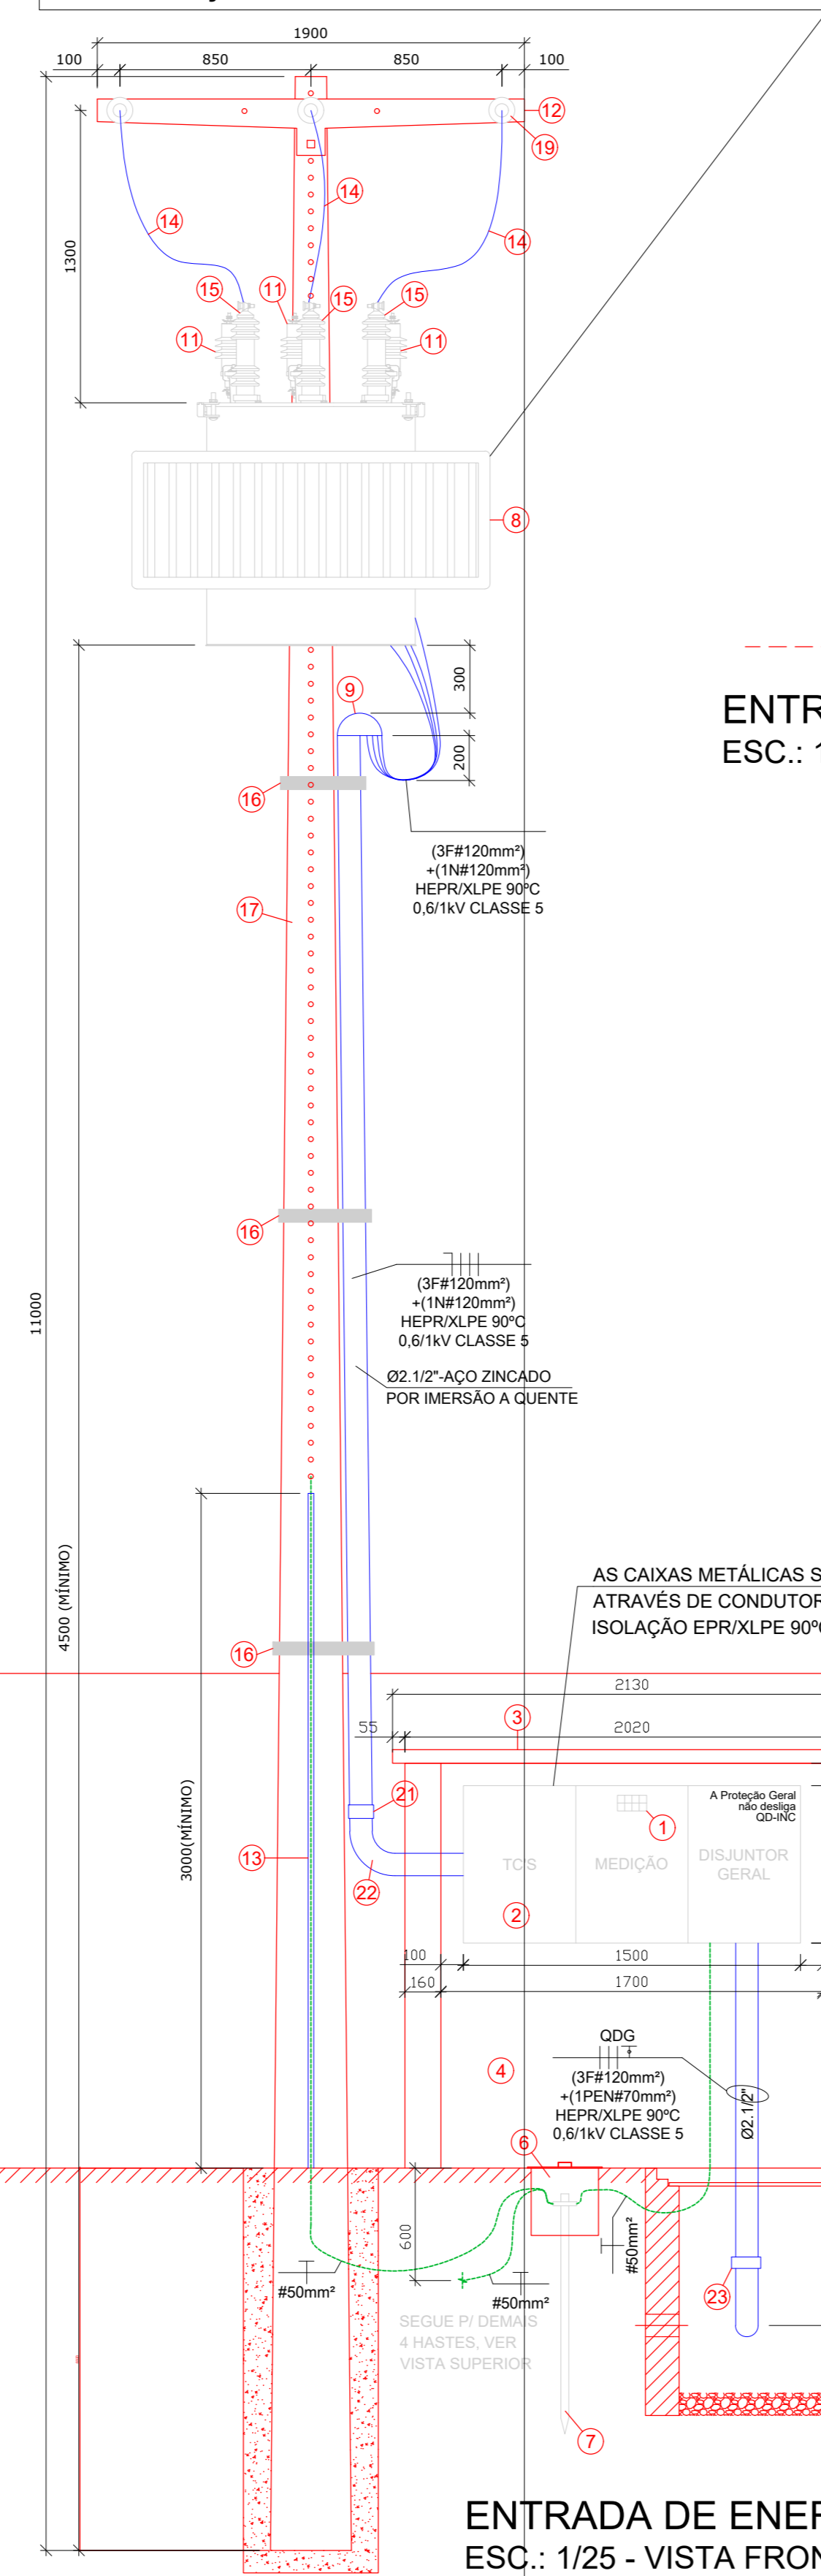 1900
100
850
850
100
12
19
14
14
14
1300
15
11
15
15
11
11
8
300
9
200
ENTR
ESC.: 1
16
(3F#120mm²)
+(1N#120mm²)
HEPR/XLPE 90ºC
0,6/1kV CLASSE 5
17
16
(3F#120mm²)
+(1N#120mm²)
HEPR/XLPE 90ºC
0,6/1kV CLASSE 5
11000
Ø2.1/2"-AÇO ZINCADO
POR IMERSÃO A QUENTE
4500 (MÍNIMO)
AS CAIXAS METÁLICAS S
ATRAVÉS DE CONDUTOR
ISOLAÇÃO EPR/XLPE 90º
16
2130
3
55
2020
3000(MÍNIMO)
21
A Proteção Geral
não desliga
QD-INC
1
13
TC'S
MEDIÇÃO
DISJUNTOR
GERAL
22
2
100
1500
160
1700
QDG
4
(3F#120mm²)
+(1PEN#70mm²)
HEPR/XLPE 90ºC
0,6/1kV CLASSE 5
Ø2.1/2"
6
600
#50mm²
#50mm²
#50mm²
23
SEGUE P/ DEMAIS
4 HASTES, VER
VISTA SUPERIOR
7
ENTRADA DE ENE
ESC.: 1/25 - VISTA FRON